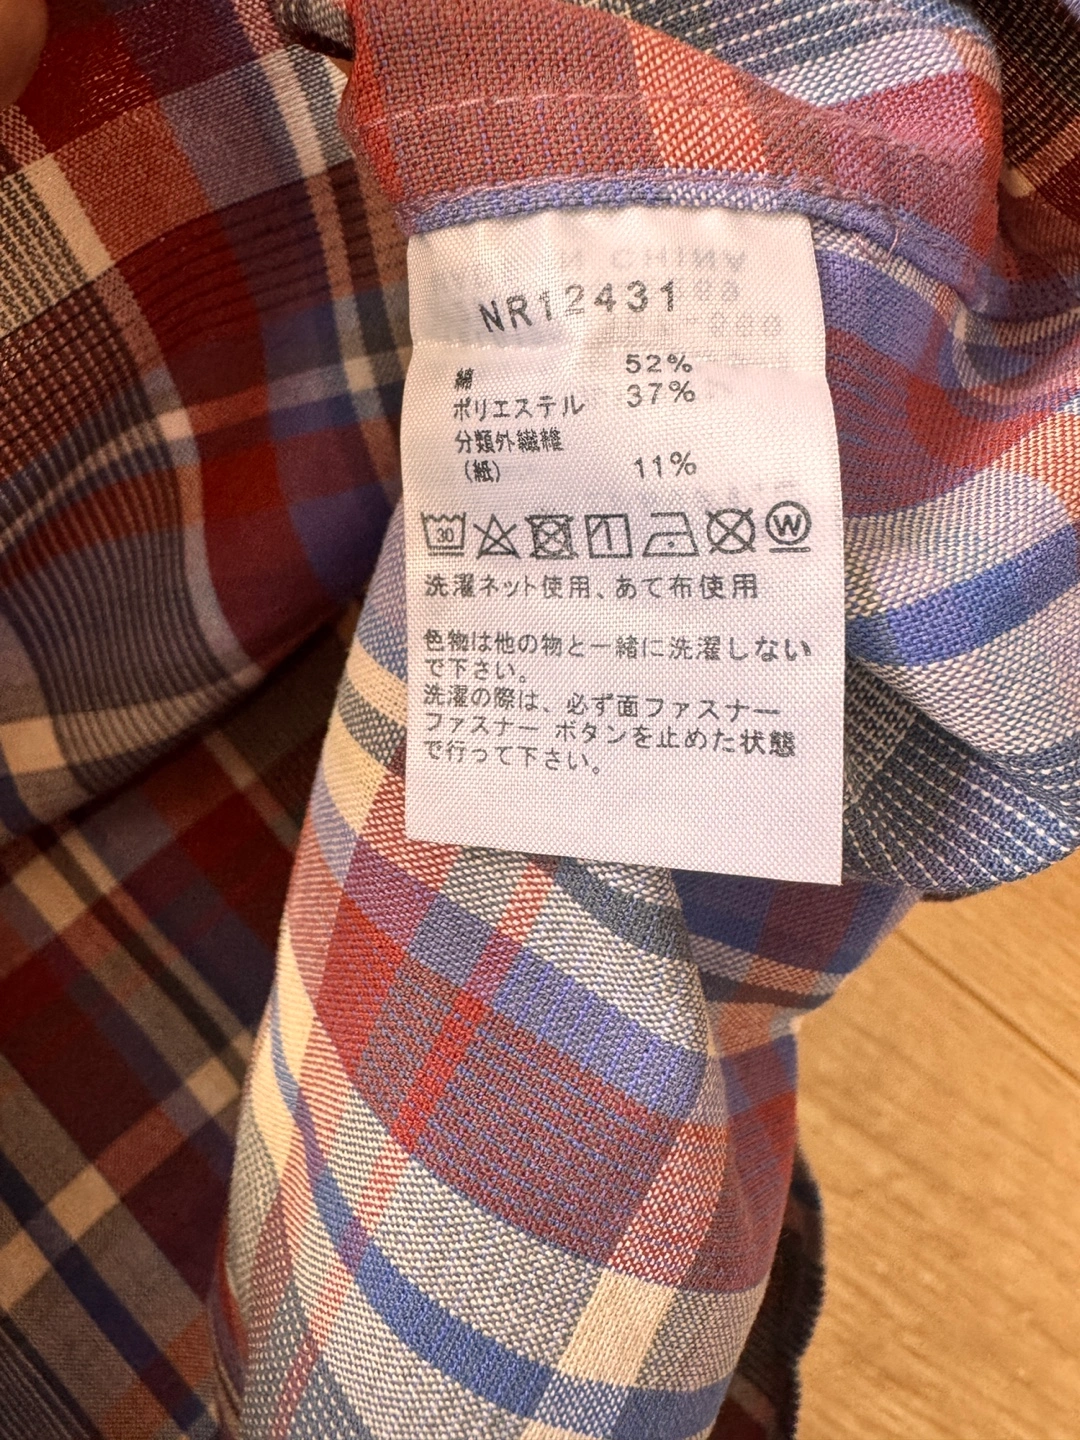 NR12431
綿 52%
ポリエステル 37%
分類外繊維
(紙) 11%
30
W
洗濯ネット使用、あて布使用
色物は他の物と一緒に洗濯しない
で下さい。
洗濯の際は、必ず面ファスナー
ファスナー ボタンを止めた状態
で行って下さい。